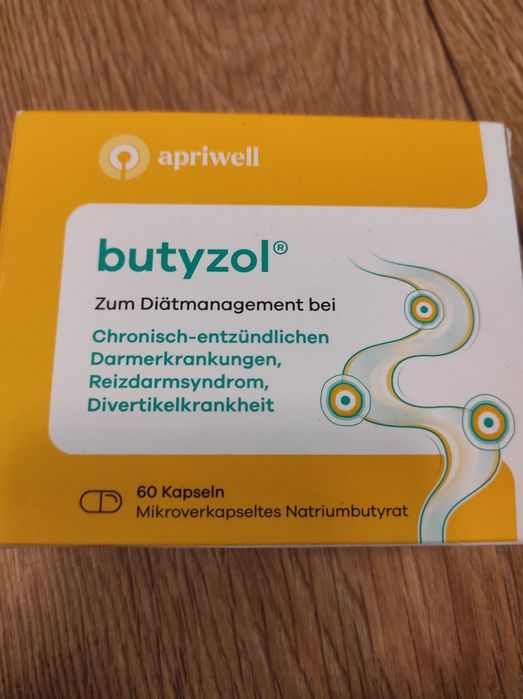 apriwell
butyzol®
Zum Diätmanagement bei
Chronisch-entzündlichen
Darmerkrankungen,
Reizdarmsyndrom,
Divertikelkrankheit
60 Kapseln
Mikroverkapseltes Natriumbutyrat